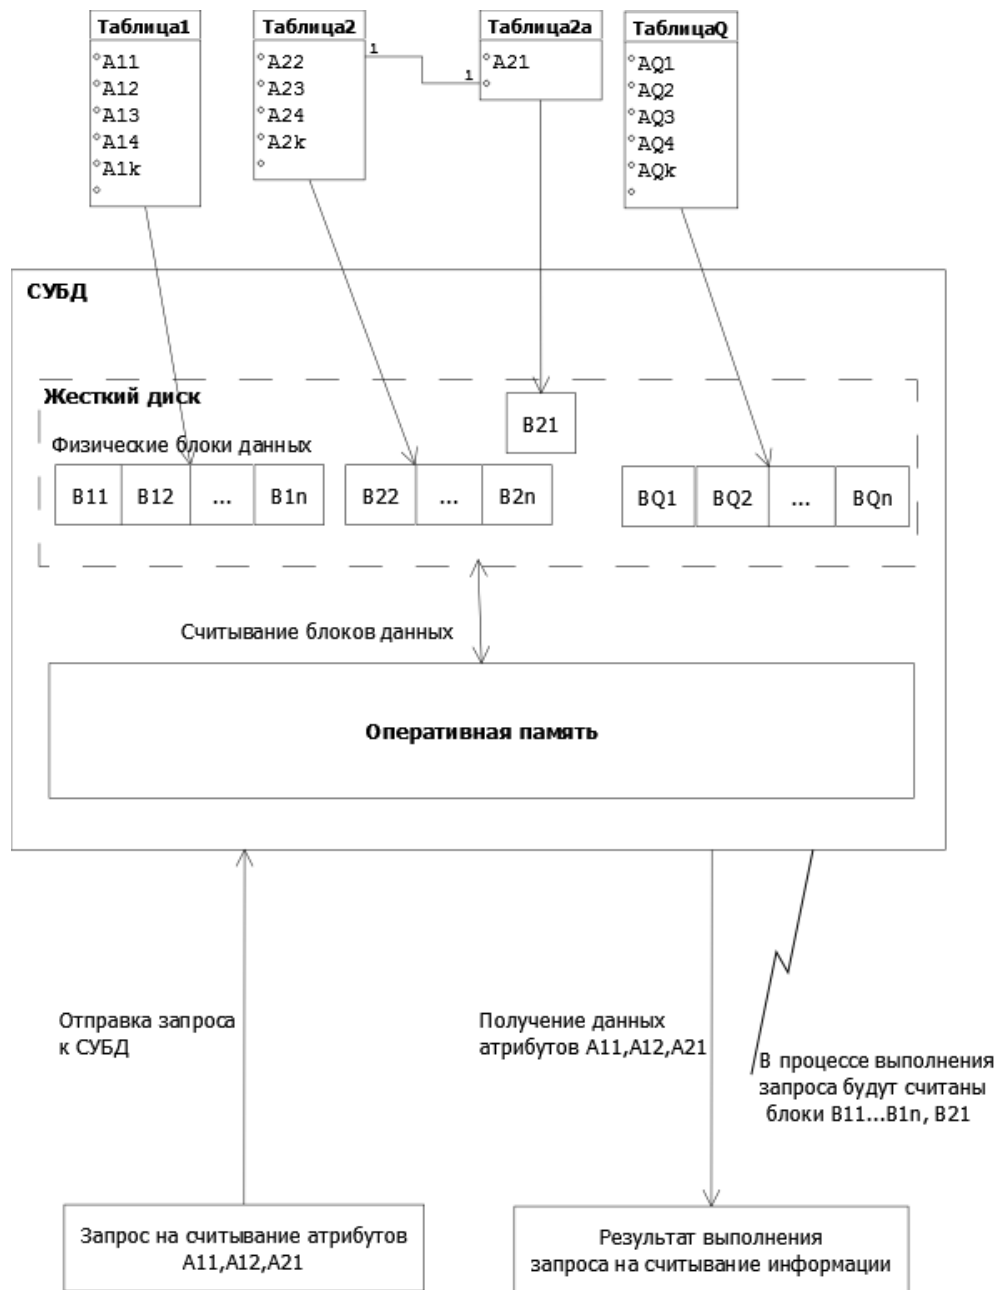 Таблица1
A11
A12
A13
A14
A1k
Таблица2
A22
A23
A24
A2k
1
1
Таблица2а
A21
ТаблицаQ
AQ1
AQ2
AQ3
AQ4
AQk
СУБД
Жесткий диск
Физические блоки данных
B11 B12 ... B1n
B22 ... B2n
B21
BQ1 BQ2 ... BQn
Считывание блоков данных
Оперативная память
Отправка запроса
к СУБД
Получение данных
атрибутов A11,A12,A21
В процессе выполнения
запроса будут считаны
блоки B11...B1n, B21
Запрос на считывание атрибутов
A11,A12,A21
Результат выполнения
запроса на считывание информации